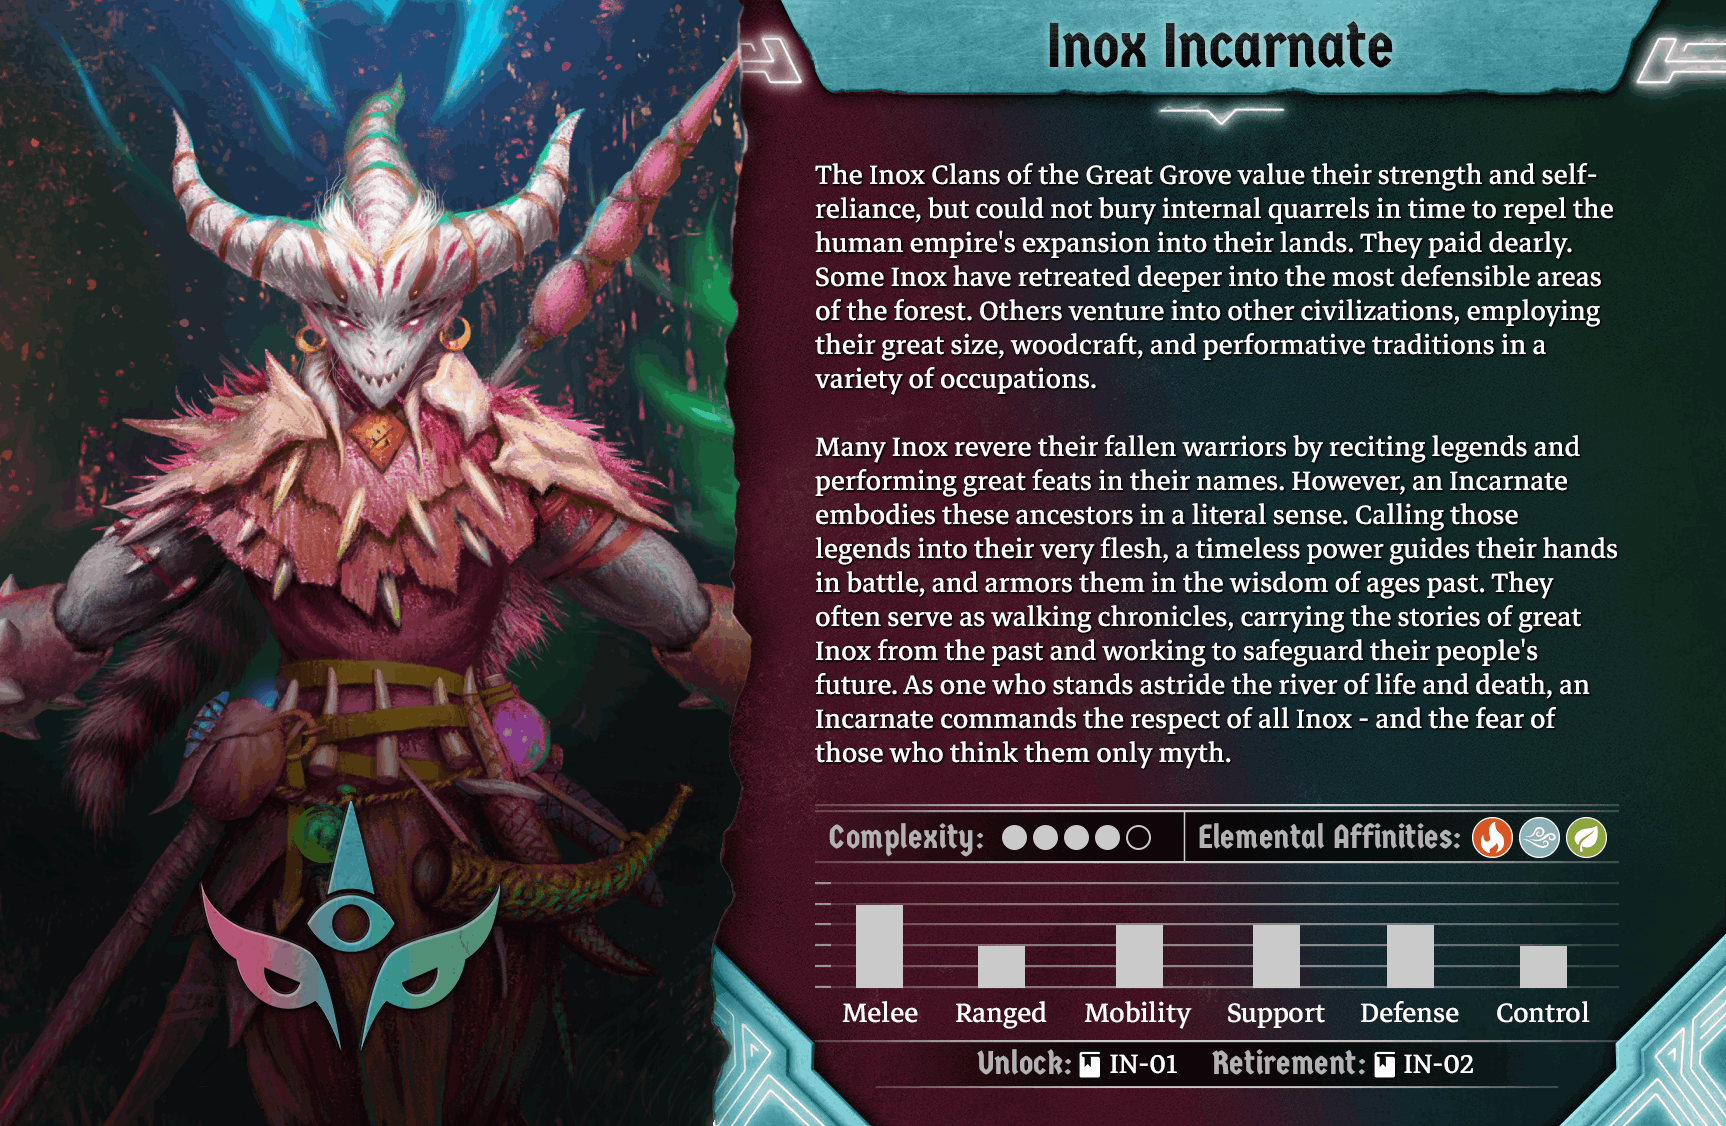 Inox Incarnate
The Inox Clans of the Great Grove value their strength and self-
reliance, but could not bury internal quarrels in time to repel the
human empire's expansion into their lands. They paid dearly.
Some Inox have retreated deeper into the most defensible areas
of the forest. Others venture into other civilizations, employing
their great size, woodcraft, and performative traditions in a
variety of occupations.
Many Inox revere their fallen warriors by reciting legends and
performing great feats in their names. However, an Incarnate
embodies these ancestors in a literal sense. Calling those
legends into their very flesh, a timeless power guides their hands
in battle, and armors them in the wisdom of ages past. They
often serve as walking chronicles, carrying the stories of great
Inox from the past and working to safeguard their people's
future. As one who stands astride the river of life and death, an
Incarnate commands the respect of all Inox - and the fear of
those who think them only myth.
Complexity: Elemental Affinities:
Melee Ranged Mobility Support Defense Control
Unlock: IN-01 Retirement: IN-02